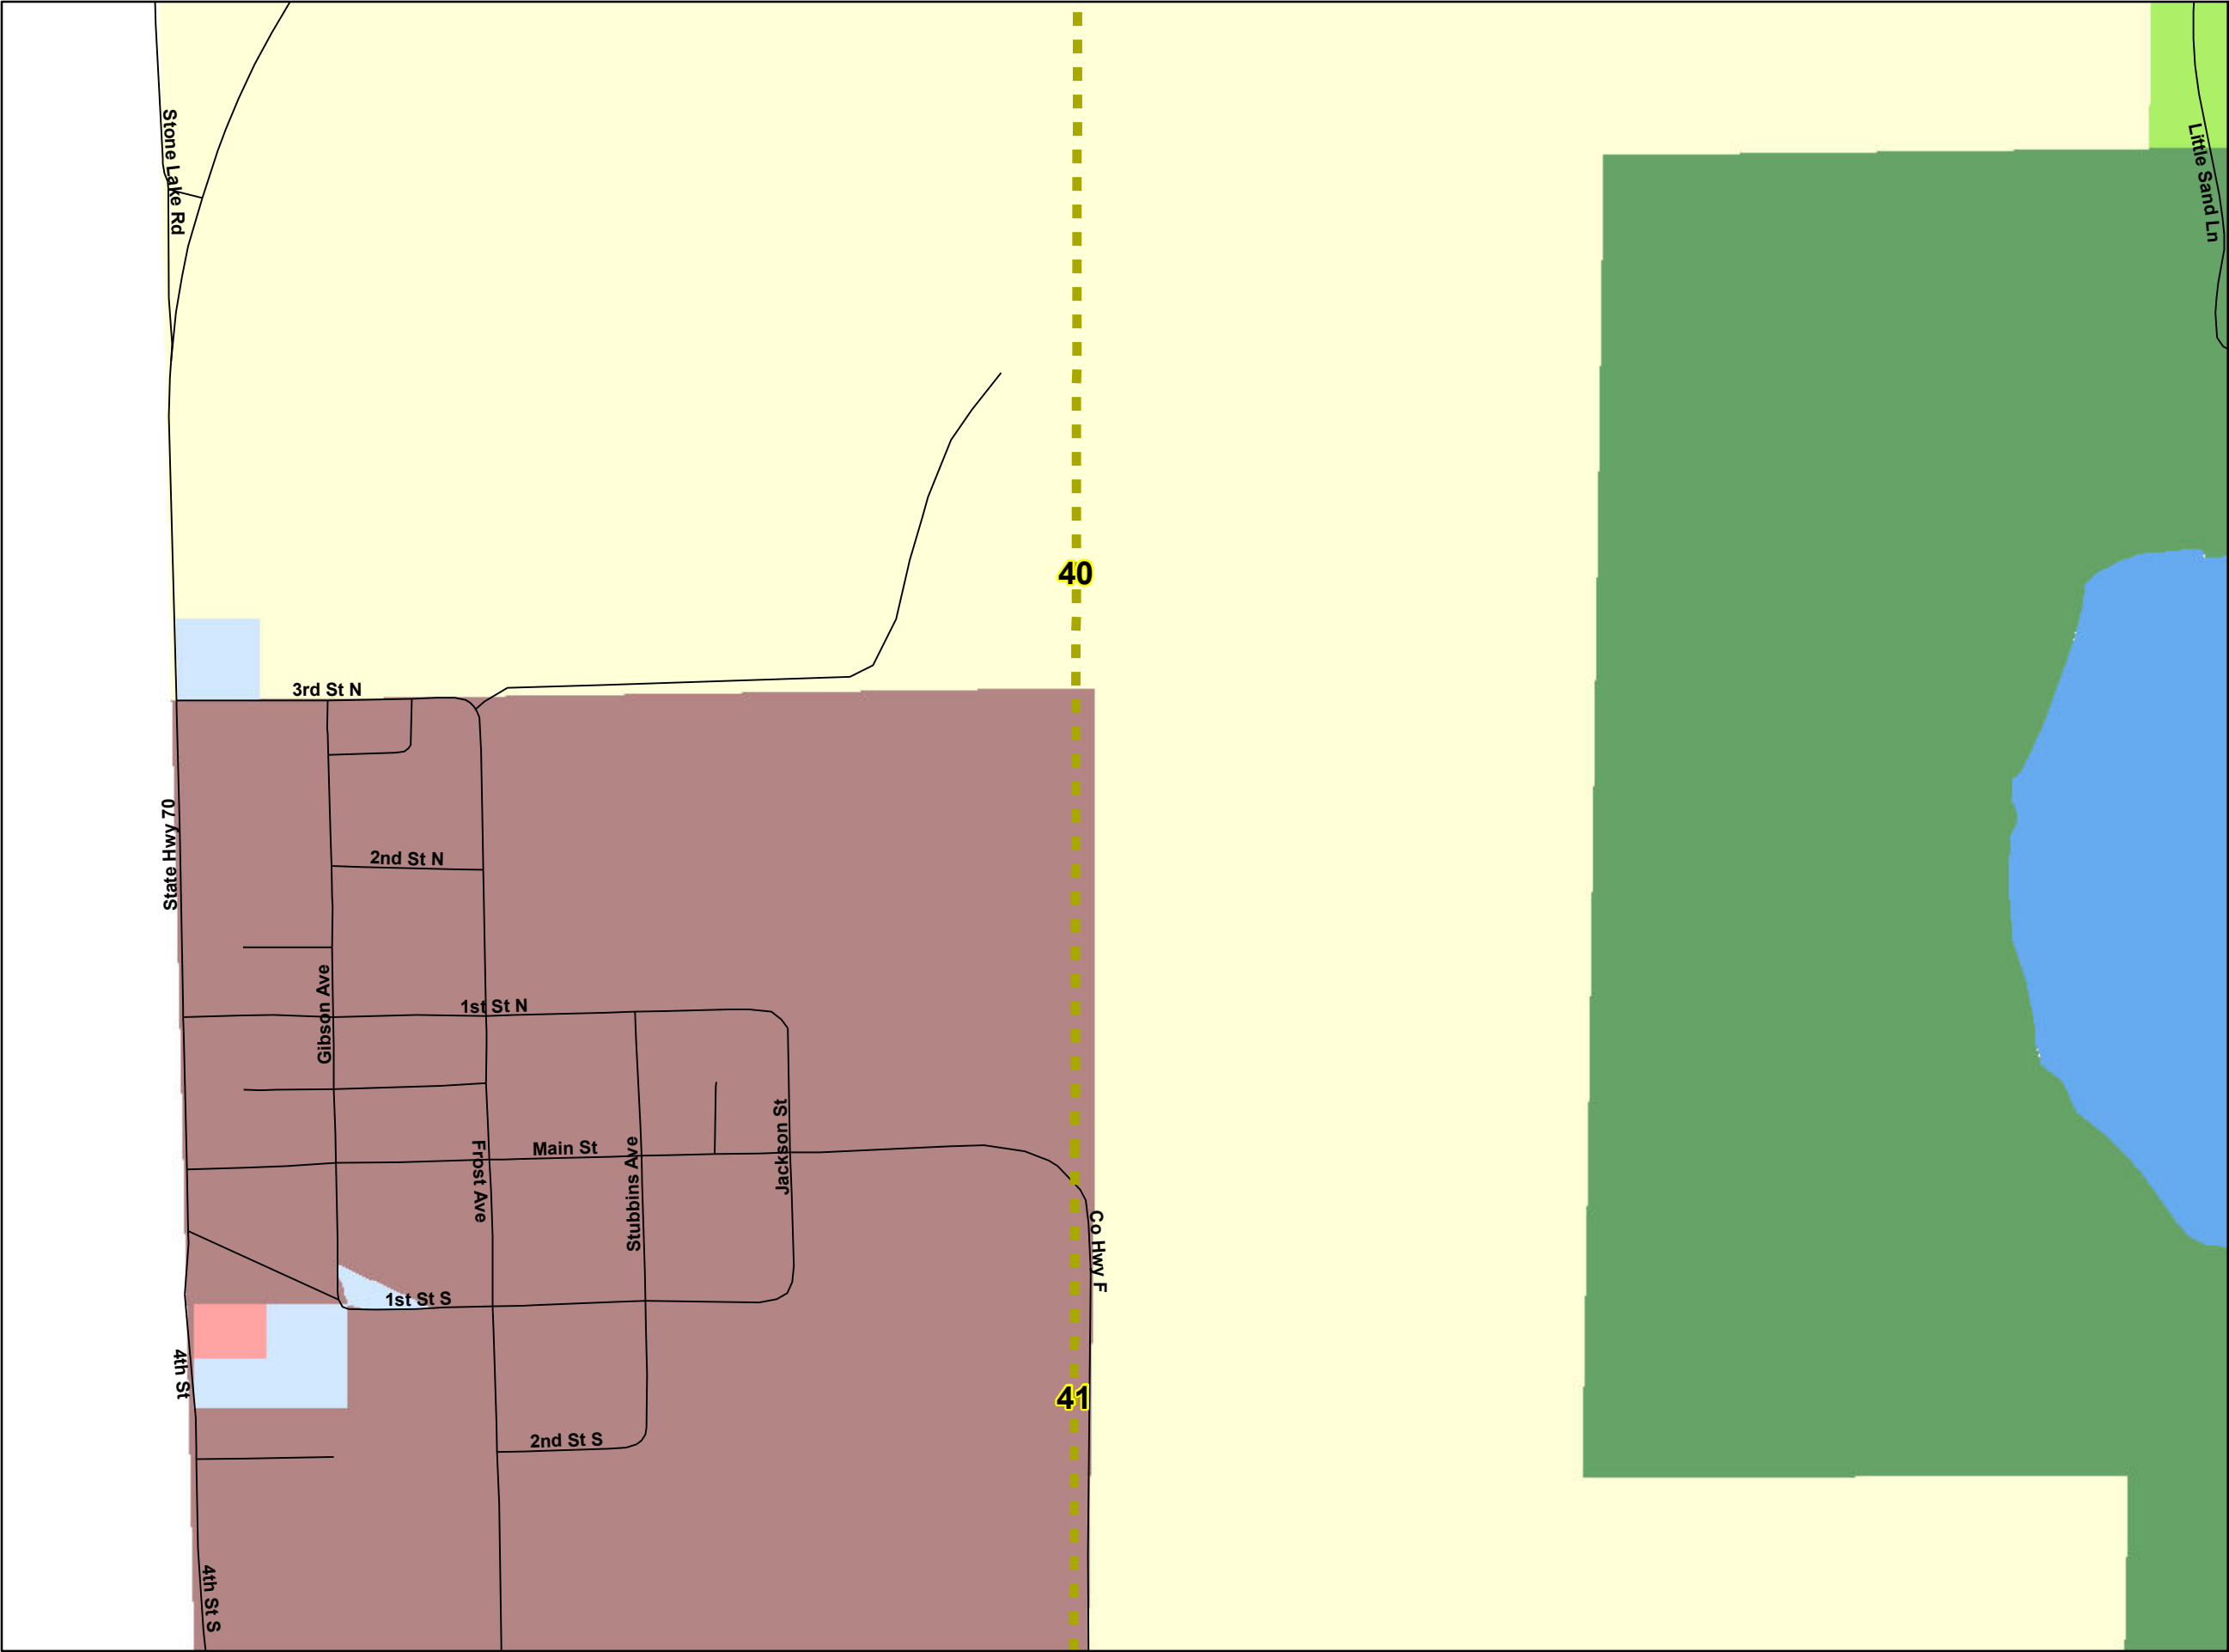 Stone Lake Rd
Little Sand Ln
40
3rd St N
State Hwy 70
2nd St N
Gibson Ave
1st St N
Main St
Frost Ave
Stubbins Ave
Jackson St
Co Hwy F
1st St S
4th St
41
2nd St S
4th St S